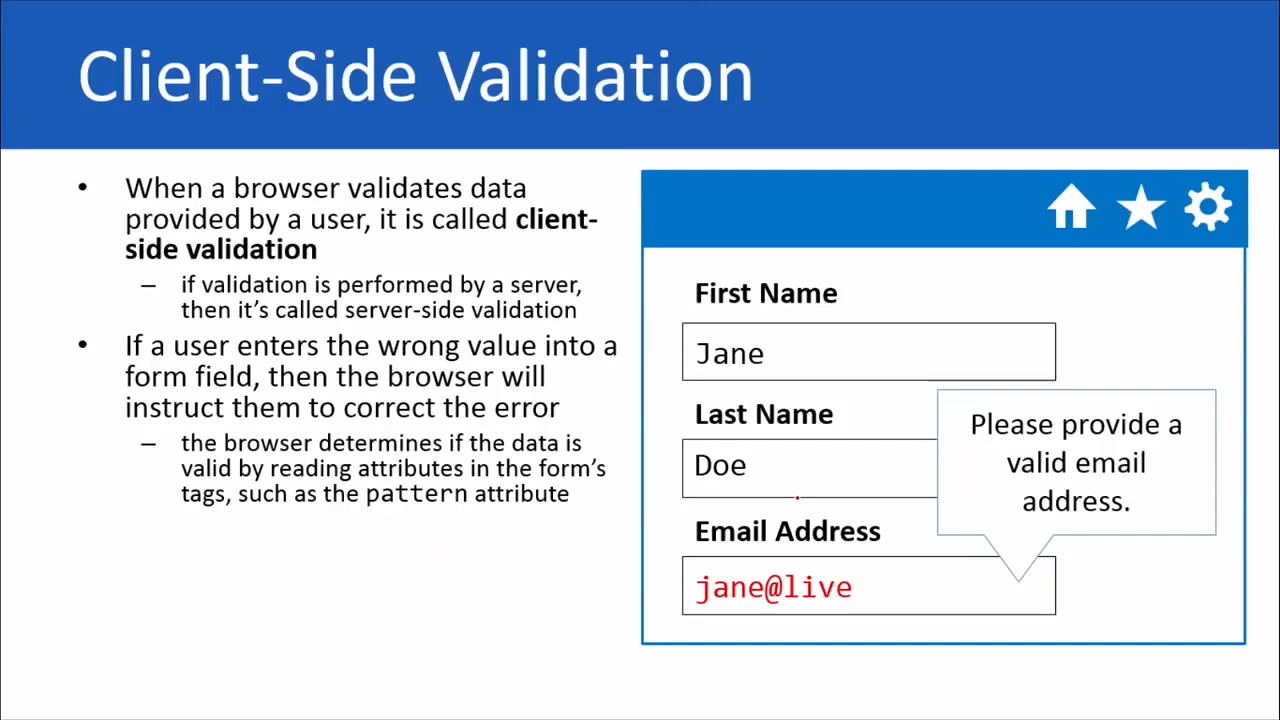 Client-Side Validation
• When a browser validates data
provided by a user, it is called client-
side validation
– if validation is performed by a server,
then it’s called server-side validation
• If a user enters the wrong value into a
form field, then the browser will
instruct them to correct the error
– the browser determines if the data is
valid by reading attributes in the form’s
tags, such as the pattern attribute
First Name
Jane
Last Name
Doe
Please provide a
valid email
address.
Email Address
jane@live